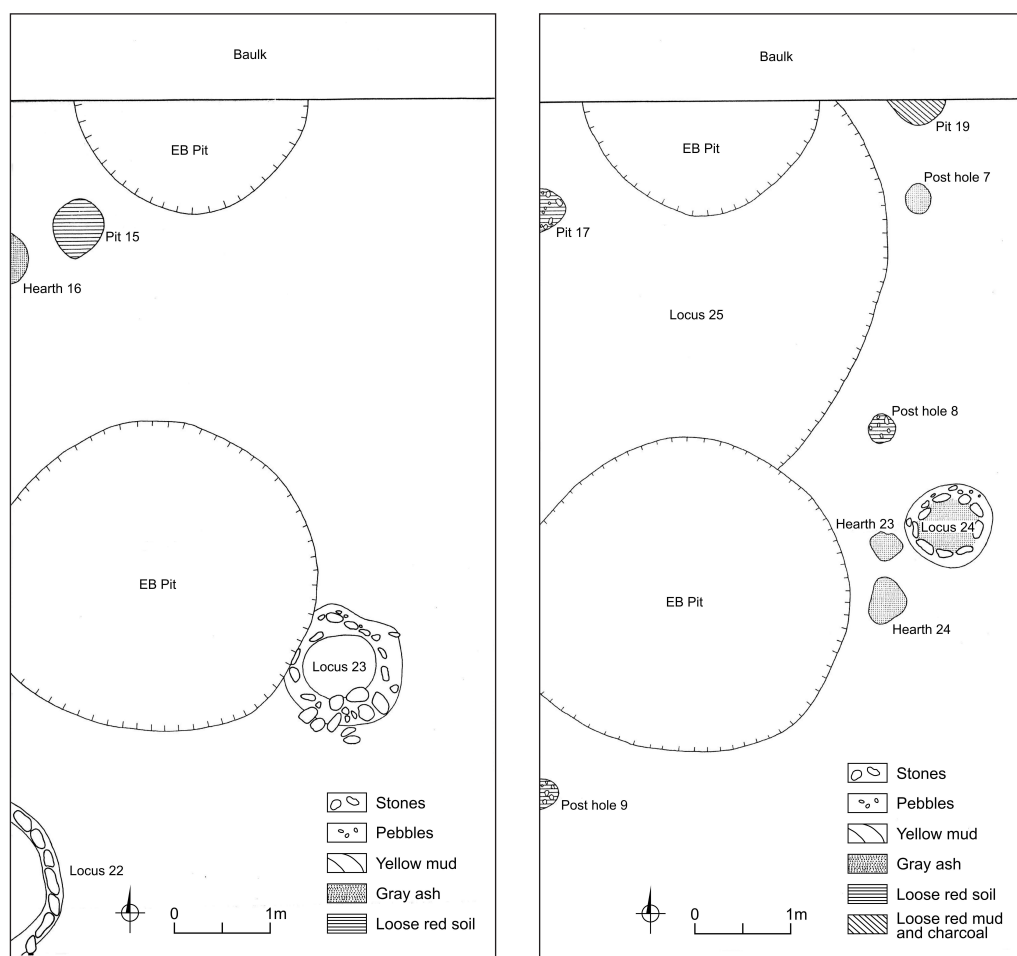 Baulk
EB Pit
Pit 15
Hearth 16
EB Pit
Locus 23
Locus 22
Stones
Pebbles
Yellow mud
Gray ash
Loose red soil
0 1m
Baulk
EB Pit
Pit 19
Post hole 7
Pit 17
Locus 25
Post hole 8
Hearth 23
Locus 24
EB Pit
Hearth 24
Post hole 9
Stones
Pebbles
Yellow mud
Gray ash
Loose red soil
Loose red mud
and charcoal
0 1m